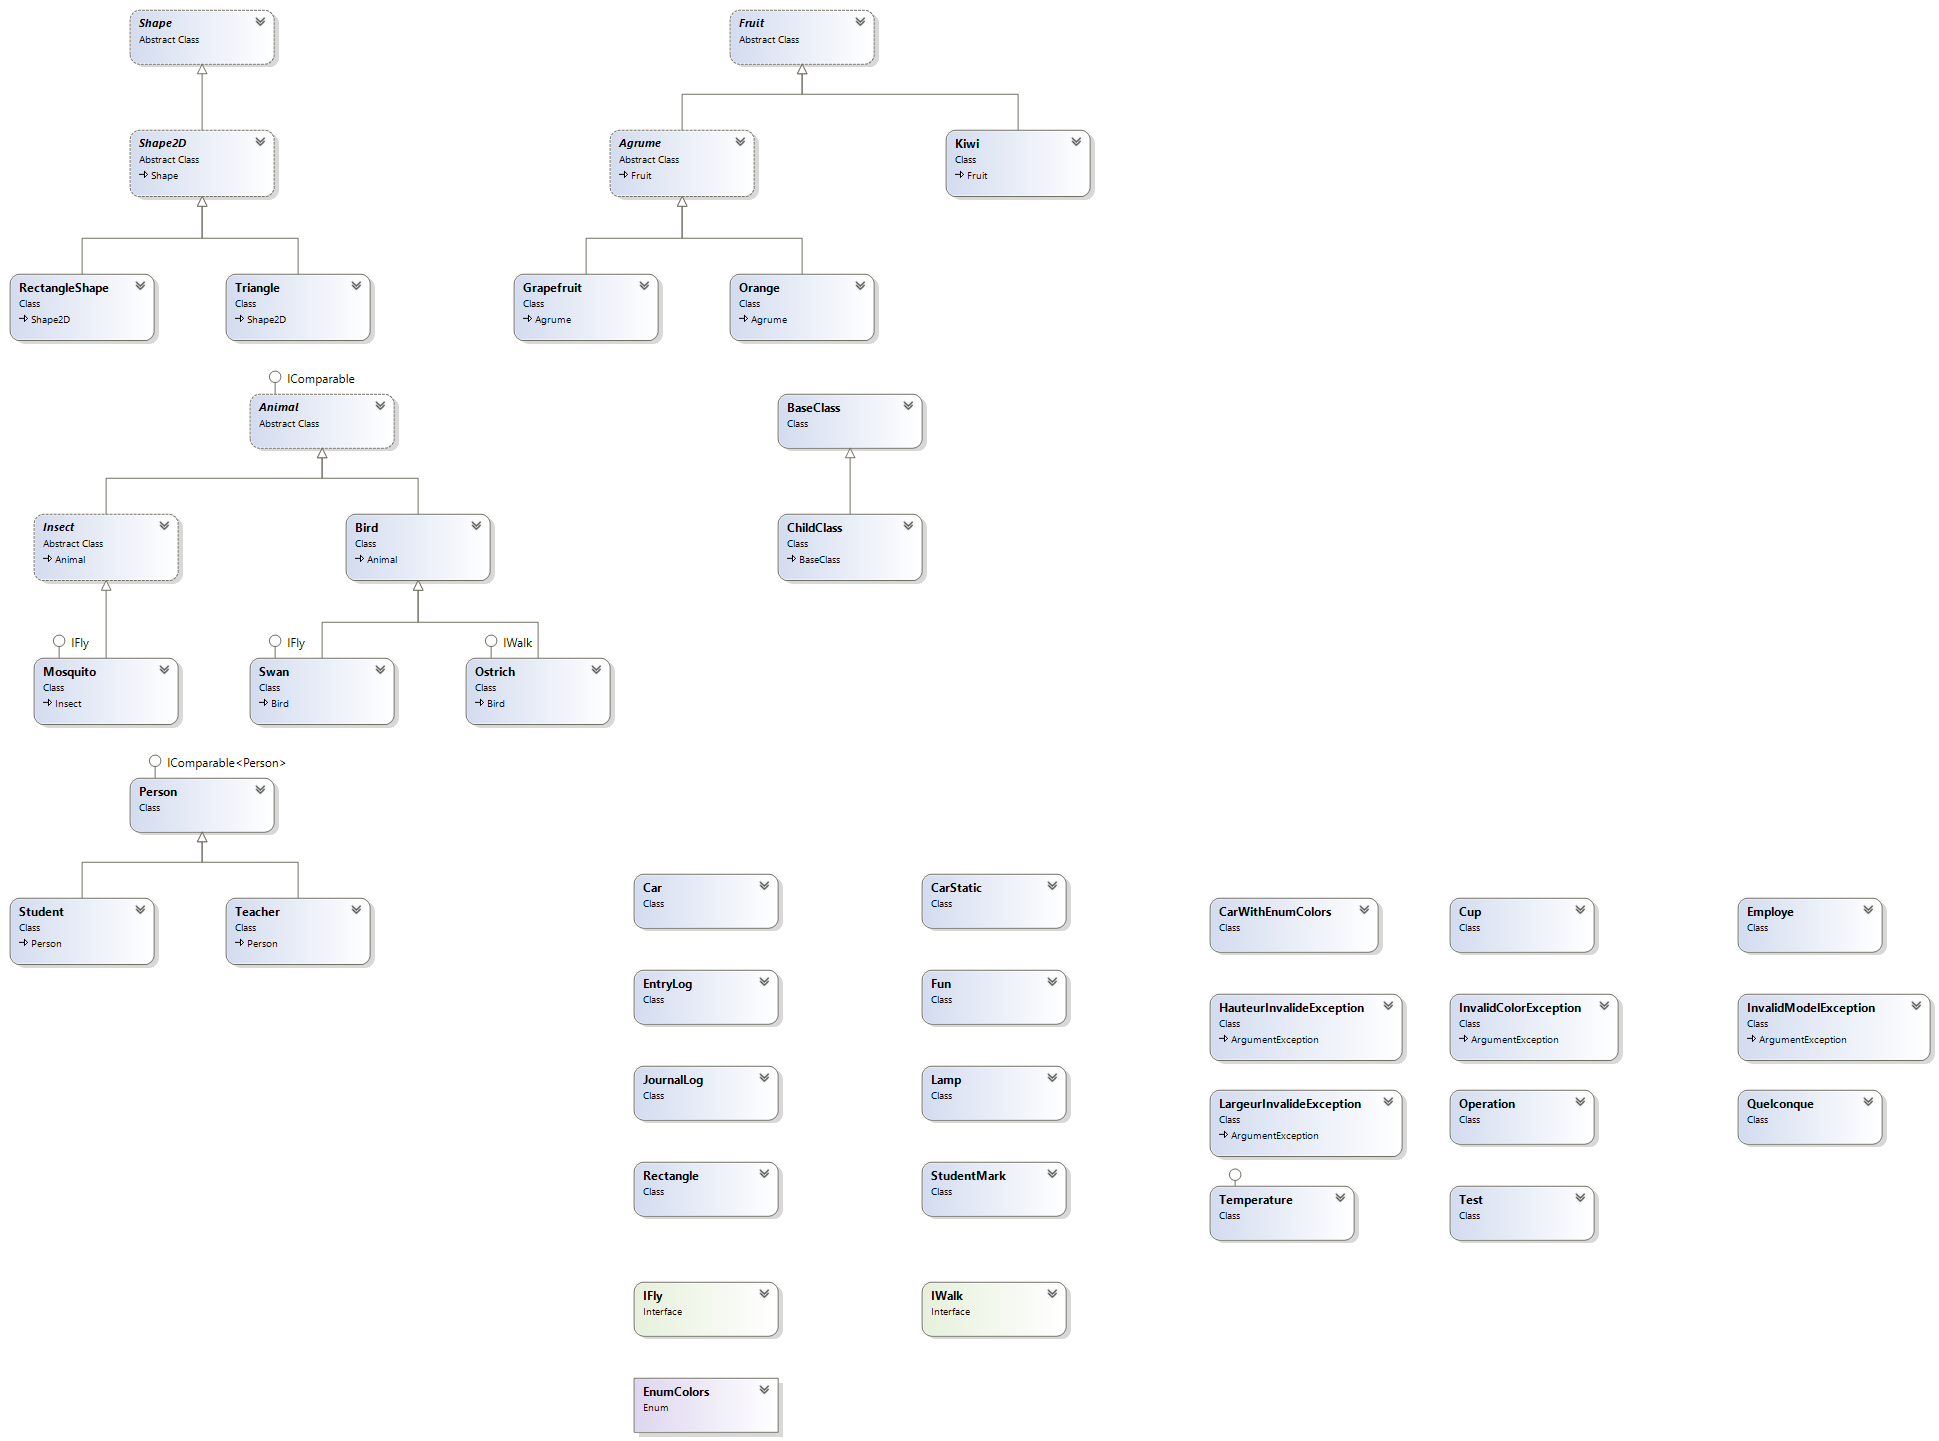 Shape
Abstract Class
Fruit
Abstract Class
Shape2D
Abstract Class
Shape
Agrume
Abstract Class
Fruit
Kiwi
Class
Fruit
RectangleShape
Class
Shape2D
Triangle
Class
Shape2D
Grapefruit
Class
Agrume
Orange
Class
Agrume
IComparable
Animal
Abstract Class
BaseClass
Class
Insect
Abstract Class
Animal
Bird
Class
Animal
ChildClass
Class
BaseClass
IFly
Mosquito
Class
Insect
IFly
Swan
Class
Bird
IWalk
Ostrich
Class
Bird
IComparable<Person>
Person
Class
Student
Class
Person
Teacher
Class
Person
Car
Class
CarStatic
Class
CarWithEnumColors
Class
Cup
Class
Employe
Class
EntryLog
Class
Fun
Class
HauteurInvalideException
Class
ArgumentException
InvalidColorException
Class
ArgumentException
InvalidModelException
Class
ArgumentException
JournalLog
Class
Lamp
Class
LargeurInvalideException
Class
ArgumentException
Operation
Class
Quelconque
Class
Rectangle
Class
StudentMark
Class
Temperature
Class
Test
Class
IFly
Interface
IWalk
Interface
EnumColors
Enum